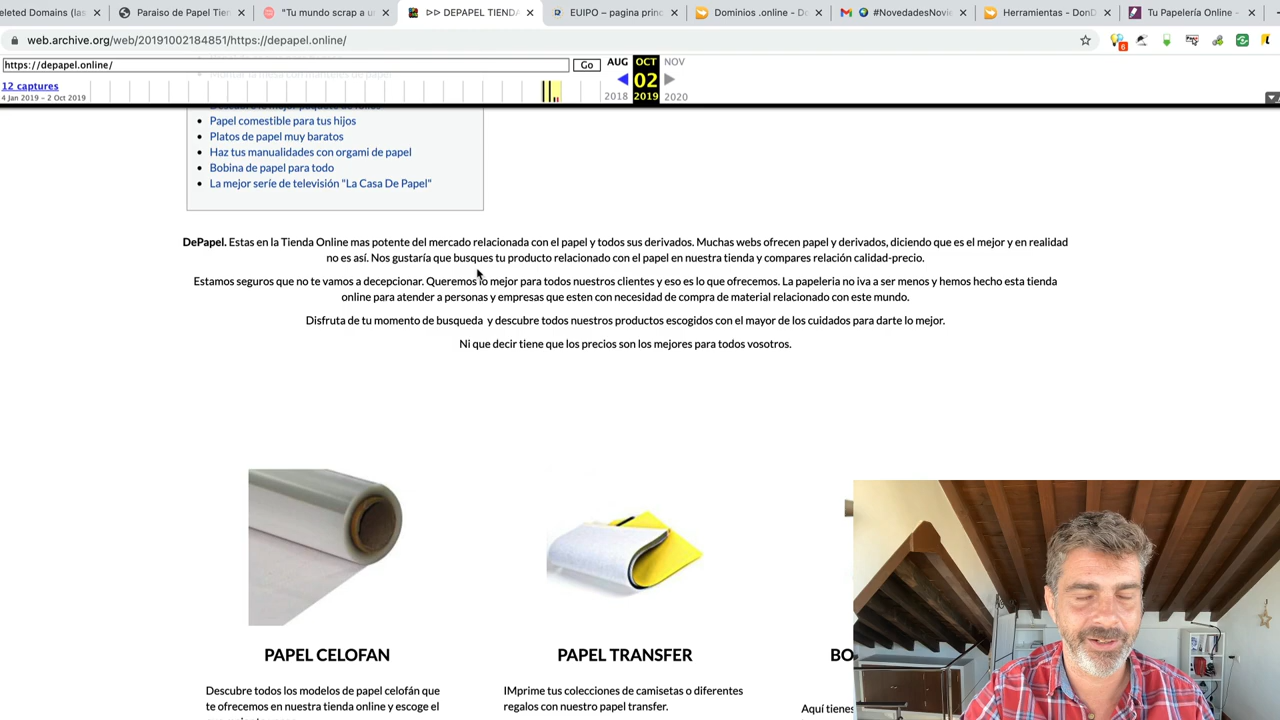 eleted Domains (las
Paraiso de Papel Tien
"Tu mundo scrap a un
▷▷ DEPAPEL TIENDA
EUIPO – pagina princ
Dominios .online – Do
#NovedadesNovie
Herramientas - DonD
Tu Papelería Online -
web.archive.org/web/20191002184851/https://depapel.online/
https://depapel.online/
Go
AUG
OCT
NOV
12 captures
02
4 Jan 2019 – 2 Oct 2019
2018
2019
2020
Papel comestible para tus hijos
Platos de papel muy baratos
Haz tus manualidades con orgami de papel
Bobina de papel para todo
La mejor seríe de televisión "La Casa De Papel"
DePapel. Estas en la Tienda Online mas potente del mercado relacionada con el papel y todos sus derivados. Muchas webs ofrecen papel y derivados, diciendo que es el mejor y en realidad
no es así. Nos gustaría que busques tu producto relacionado con el papel en nuestra tienda y compares relación calidad-precio.
Estamos seguros que no te vamos a decepcionar. Queremos lo mejor para todos nuestros clientes y eso es lo que ofrecemos. La papeleria no iva a ser menos y hemos hecho esta tienda
online para atender a personas y empresas que esten con necesidad de compra de material relacionado con este mundo.
Disfruta de tu momento de busqueda y descubre todos nuestros productos escogidos con el mayor de los cuidados para darte lo mejor.
Ni que decir tiene que los precios son los mejores para todos vosotros.
PAPEL CELOFAN
PAPEL TRANSFER
BO
Descubre todos los modelos de papel celofán que
te ofrecemos en nuestra tienda online y escoge el
IMprime tus colecciones de camisetas o diferentes
regalos con nuestro papel transfer.
Aquí tienes